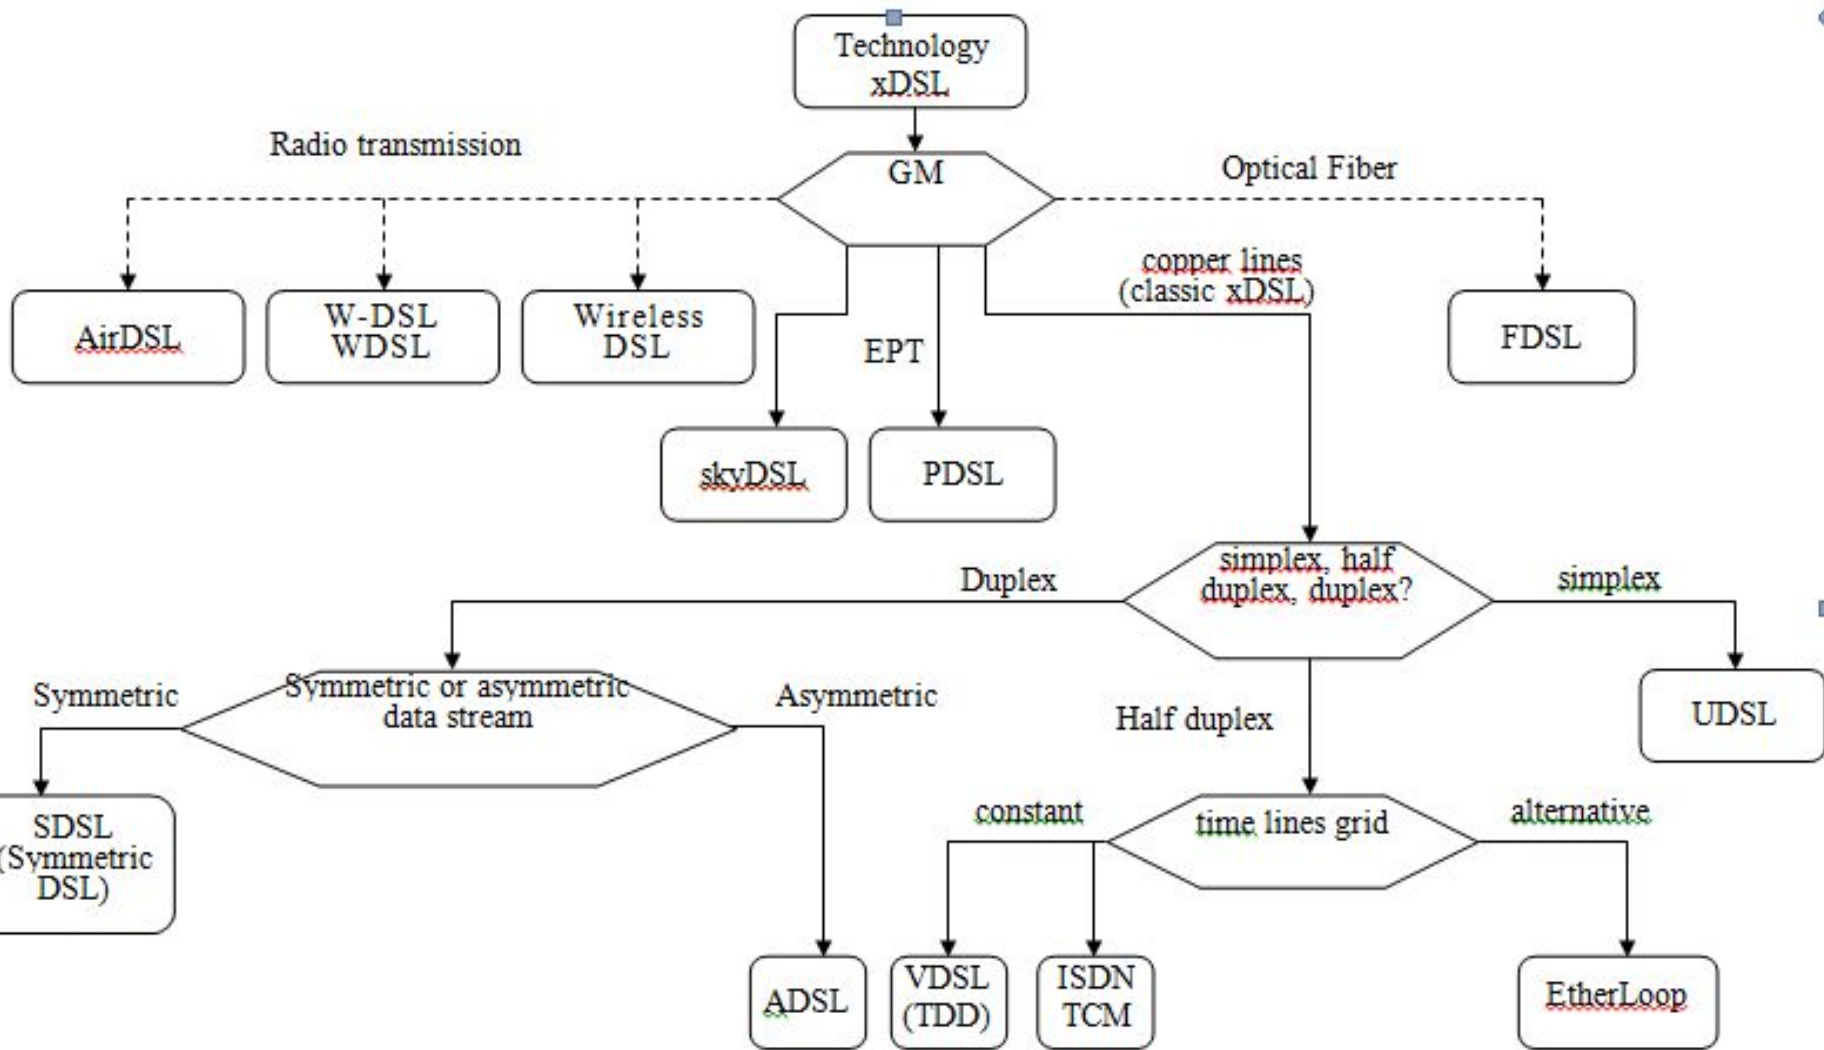 Technology
xDSL
Radio transmission
GM
Optical Fiber
copper lines
(classic xDSL)
AirDSL
W-DSL
WDSL
Wireless
DSL
EPT
FDSL
skyDSL
PDSL
Duplex
simplex, half
duplex, duplex?
simplex
Symmetric
Symmetric or asymmetric
data stream
Asymmetric
Half duplex
UDSL
SDSL
(Symmetric
DSL)
constant
time lines grid
alternative
ADSL
VDSL
(TDD)
ISDN
TCM
EtherLoop